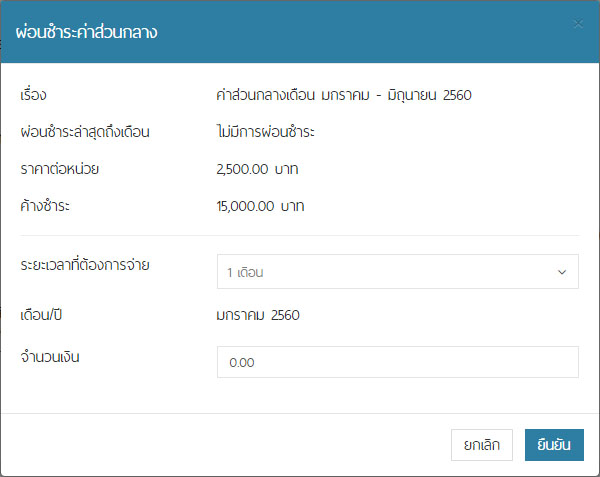 ผ่อนชำระค่าส่วนกลาง
เรื่อง ค่าส่วนกลางเดือน มกราคม - มิถุนายน 2560
ผ่อนชำระล่าสุดถึงเดือน ไม่มีการผ่อนชำระ
ราคาต่อหน่วย 2,500.00 บาท
ค้างชำระ 15,000.00 บาท
ระยะเวลาที่ต้องการจ่าย 1 เดือน
เดือน/ปี มกราคม 2560
จำนวนเงิน 0.00
ยกเลิก ยืนยัน